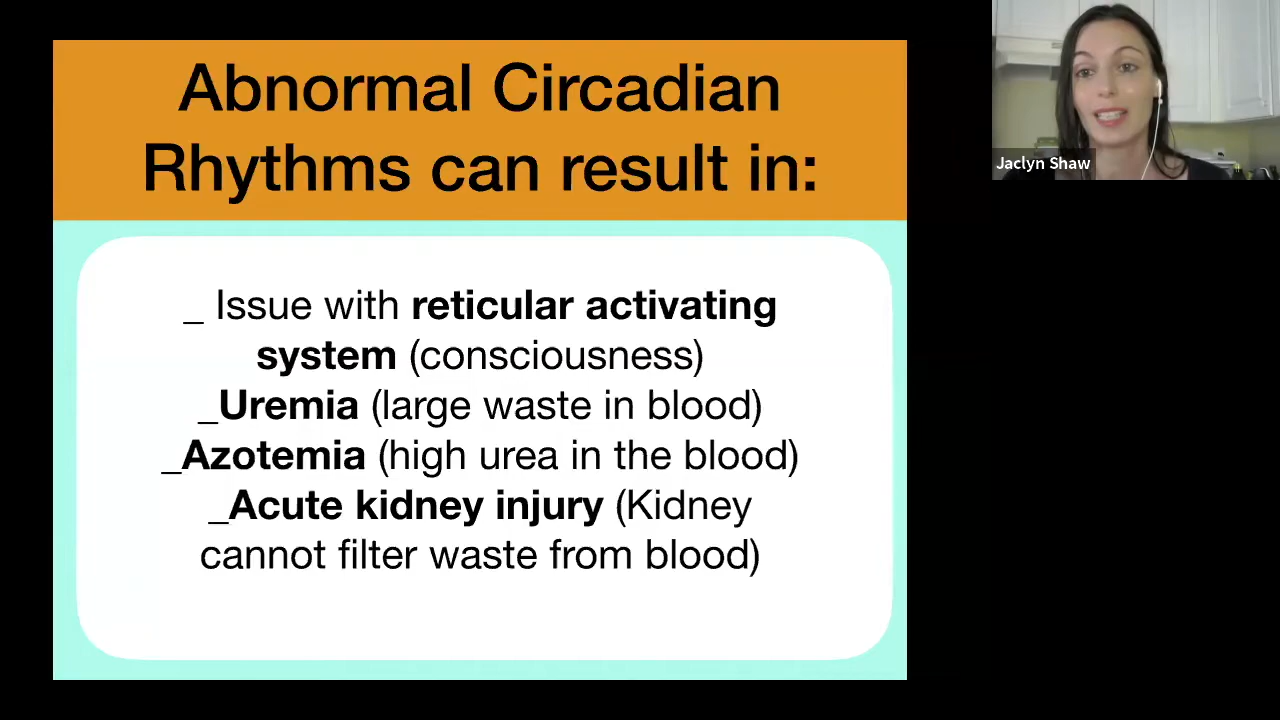 Abnormal Circadian
Rhythms can result in:
_ Issue with reticular activating
system (consciousness)
_Uremia (large waste in blood)
_Azotemia (high urea in the blood)
_Acute kidney injury (Kidney
cannot filter waste from blood)
Jaclyn Shaw